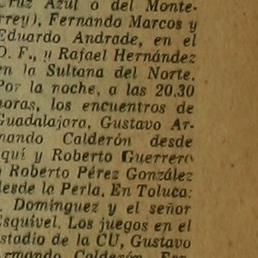 Cruz Azul o del Monte-
rrey), Fernando Marcos y
Eduardo Andrade, en el
D. F., y Rafael Hernández
en la Sultana del Norte.
Por la noche, a las 20.30
horas, los encuentros de
Guadalajara, Gustavo Ar-
mando Calderón desde
aquí y Roberto Guerrero
y Roberto Pérez González
desde la Perla. En Toluca:
. Domínguez y el señor
Esquivel. Los juegos en el
estadio de la CU, Gustavo
Armando Calderón, Fer-